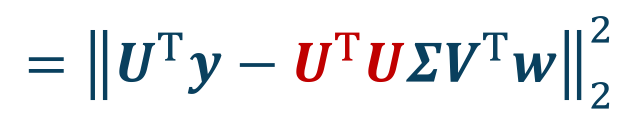 = ‖Uᵀy − UᵀUΣVᵀw‖₂²